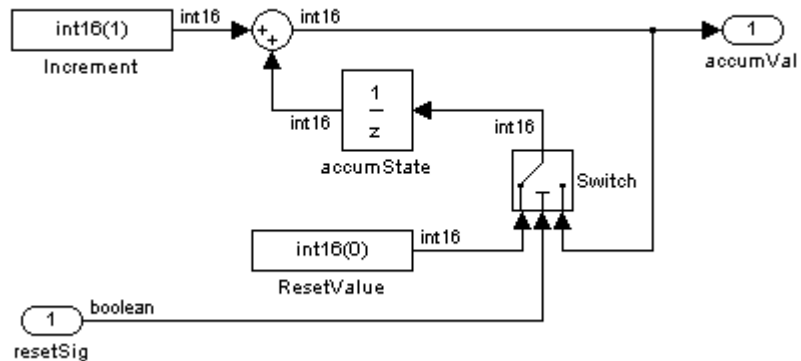 int16(1)
int16
int16
1
Increment
accumVal
1
z
int16
int16
accumState
Switch
int16(0)
int16
ResetValue
1
boolean
resetSig
+
+